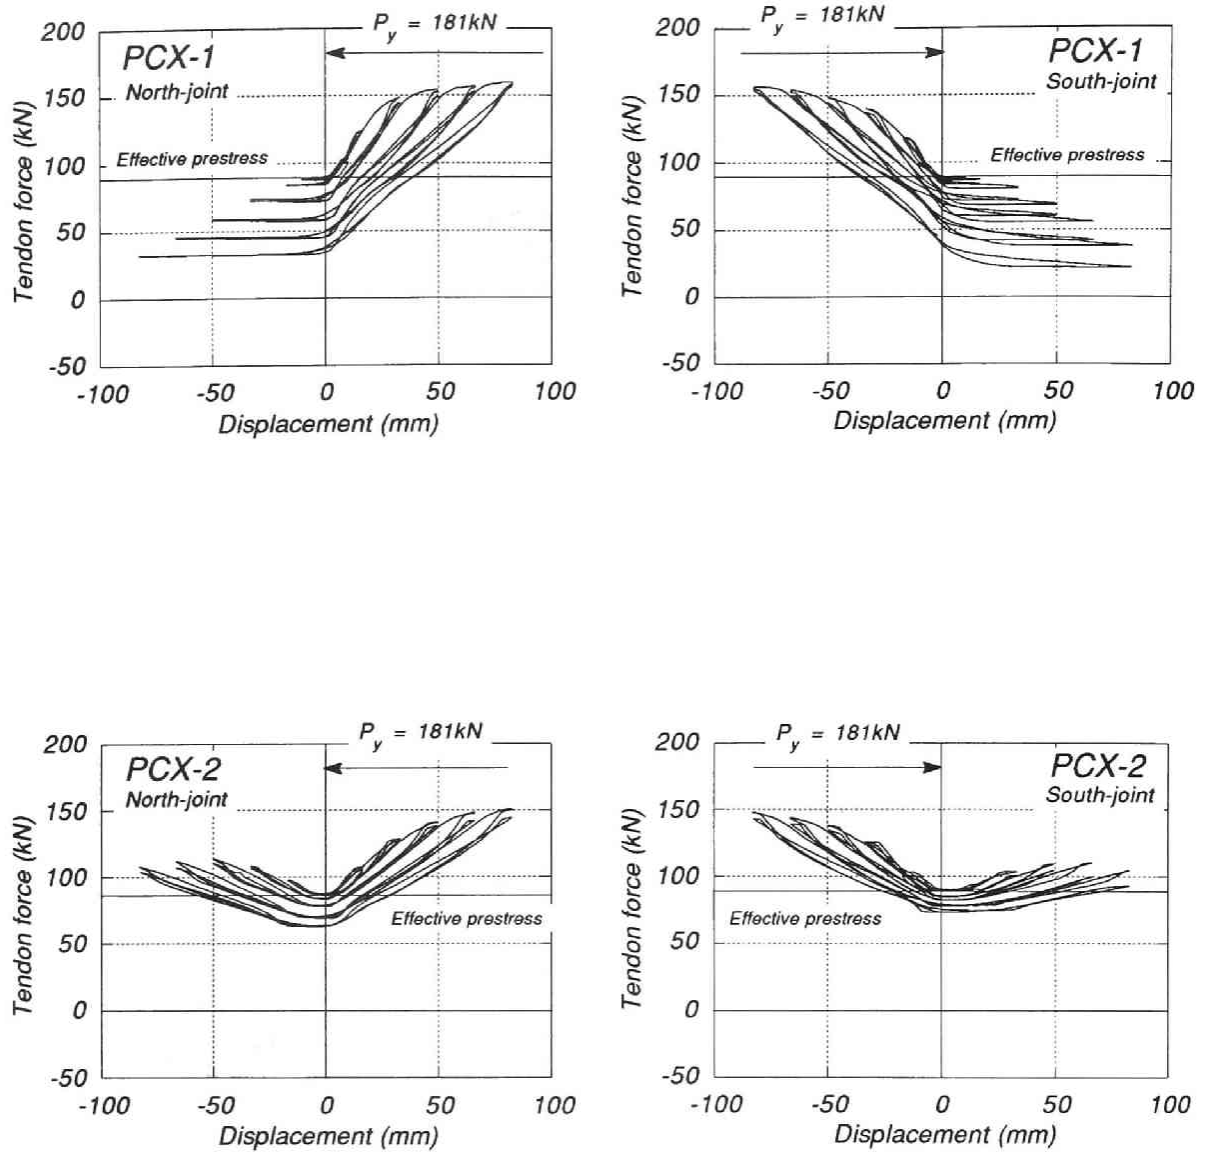 P_y = 181kN
200
PCX-1
North-joint
150
Effective prestress
100
50
0
-50
-100 -50 0 50 100
Displacement (mm)
Tendon force (kN)
P_y = 181kN
200
PCX-1
South-joint
150
100
Effective prestress
50
0
-50
-100 -50 0 50 100
Displacement (mm)
Tendon force (kN)
P_y = 181kN
200
PCX-2
North-joint
150
100
Effective prestress
50
0
-50
-100 -50 0 50 100
Displacement (mm)
Tendon force (kN)
P_y = 181kN
200
PCX-2
South-joint
150
100
Effective prestress
50
0
-50
-100 -50 0 50 100
Displacement (mm)
Tendon force (kN)